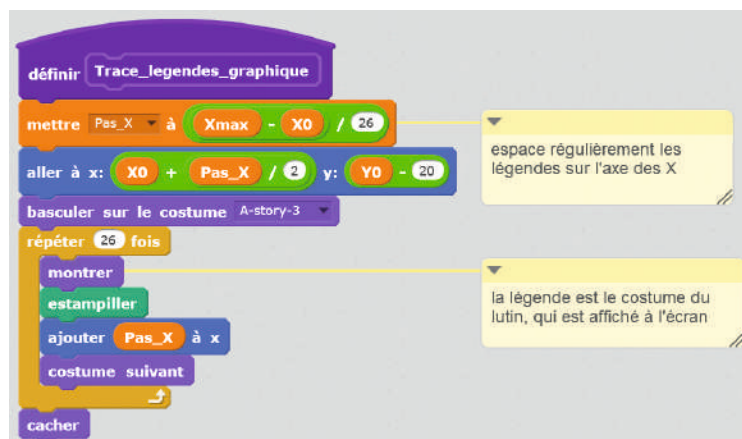 définir Trace_legendes_graphique
mettre Pas_X à Xmax - X0 / 26
espace régulièrement les
légendes sur l'axe des X
aller à x: X0 + Pas_X / 2 y: Y0 - 20
basculer sur le costume A-story-3
répéter 26 fois
montrer
la légende est le costume du
lutin, qui est affiché à l'écran
estampiller
ajouter Pas_X à x
costume suivant
cacher